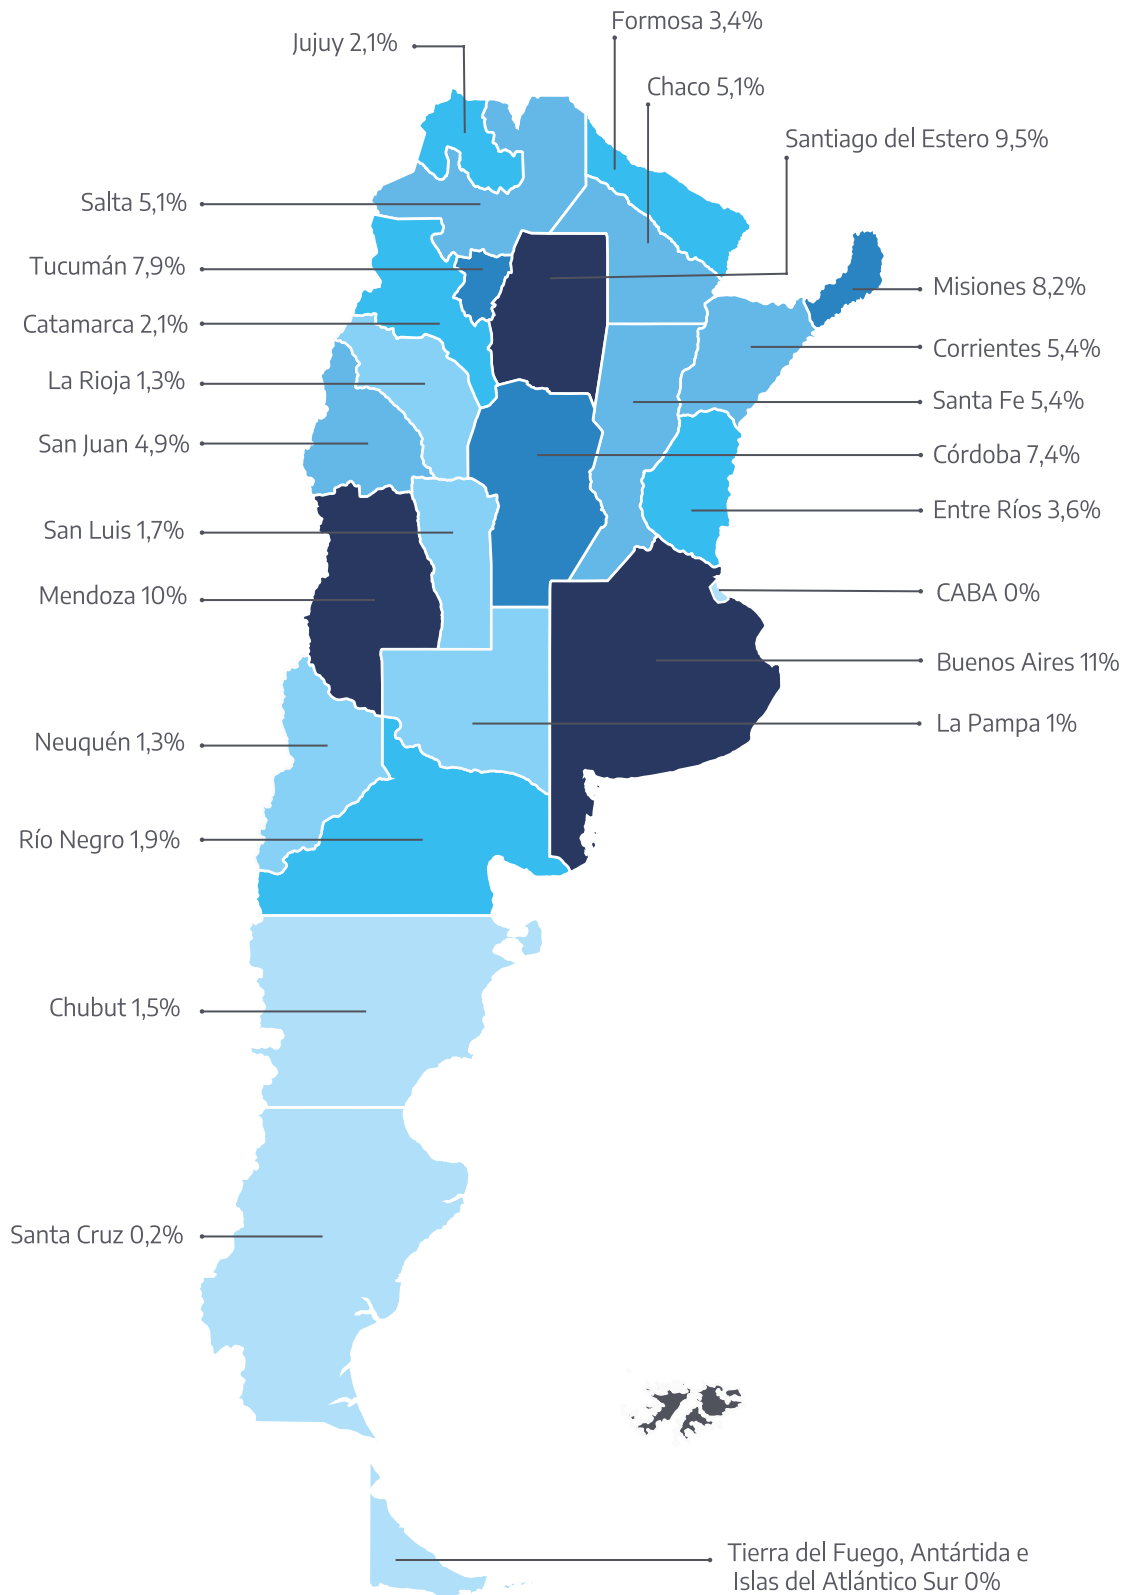 Formosa 3,4%
Jujuy 2,1%
Chaco 5,1%
Santiago del Estero 9,5%
Salta 5,1%
Tucumán 7,9%
Misiones 8,2%
Catamarca 2,1%
Corrientes 5,4%
La Rioja 1,3%
Santa Fe 5,4%
San Juan 4,9%
Córdoba 7,4%
Entre Ríos 3,6%
San Luis 1,7%
Mendoza 10%
CABA 0%
Buenos Aires 11%
La Pampa 1%
Neuquén 1,3%
Río Negro 1,9%
Chubut 1,5%
Santa Cruz 0,2%
Tierra del Fuego, Antártida e
Islas del Atlántico Sur 0%